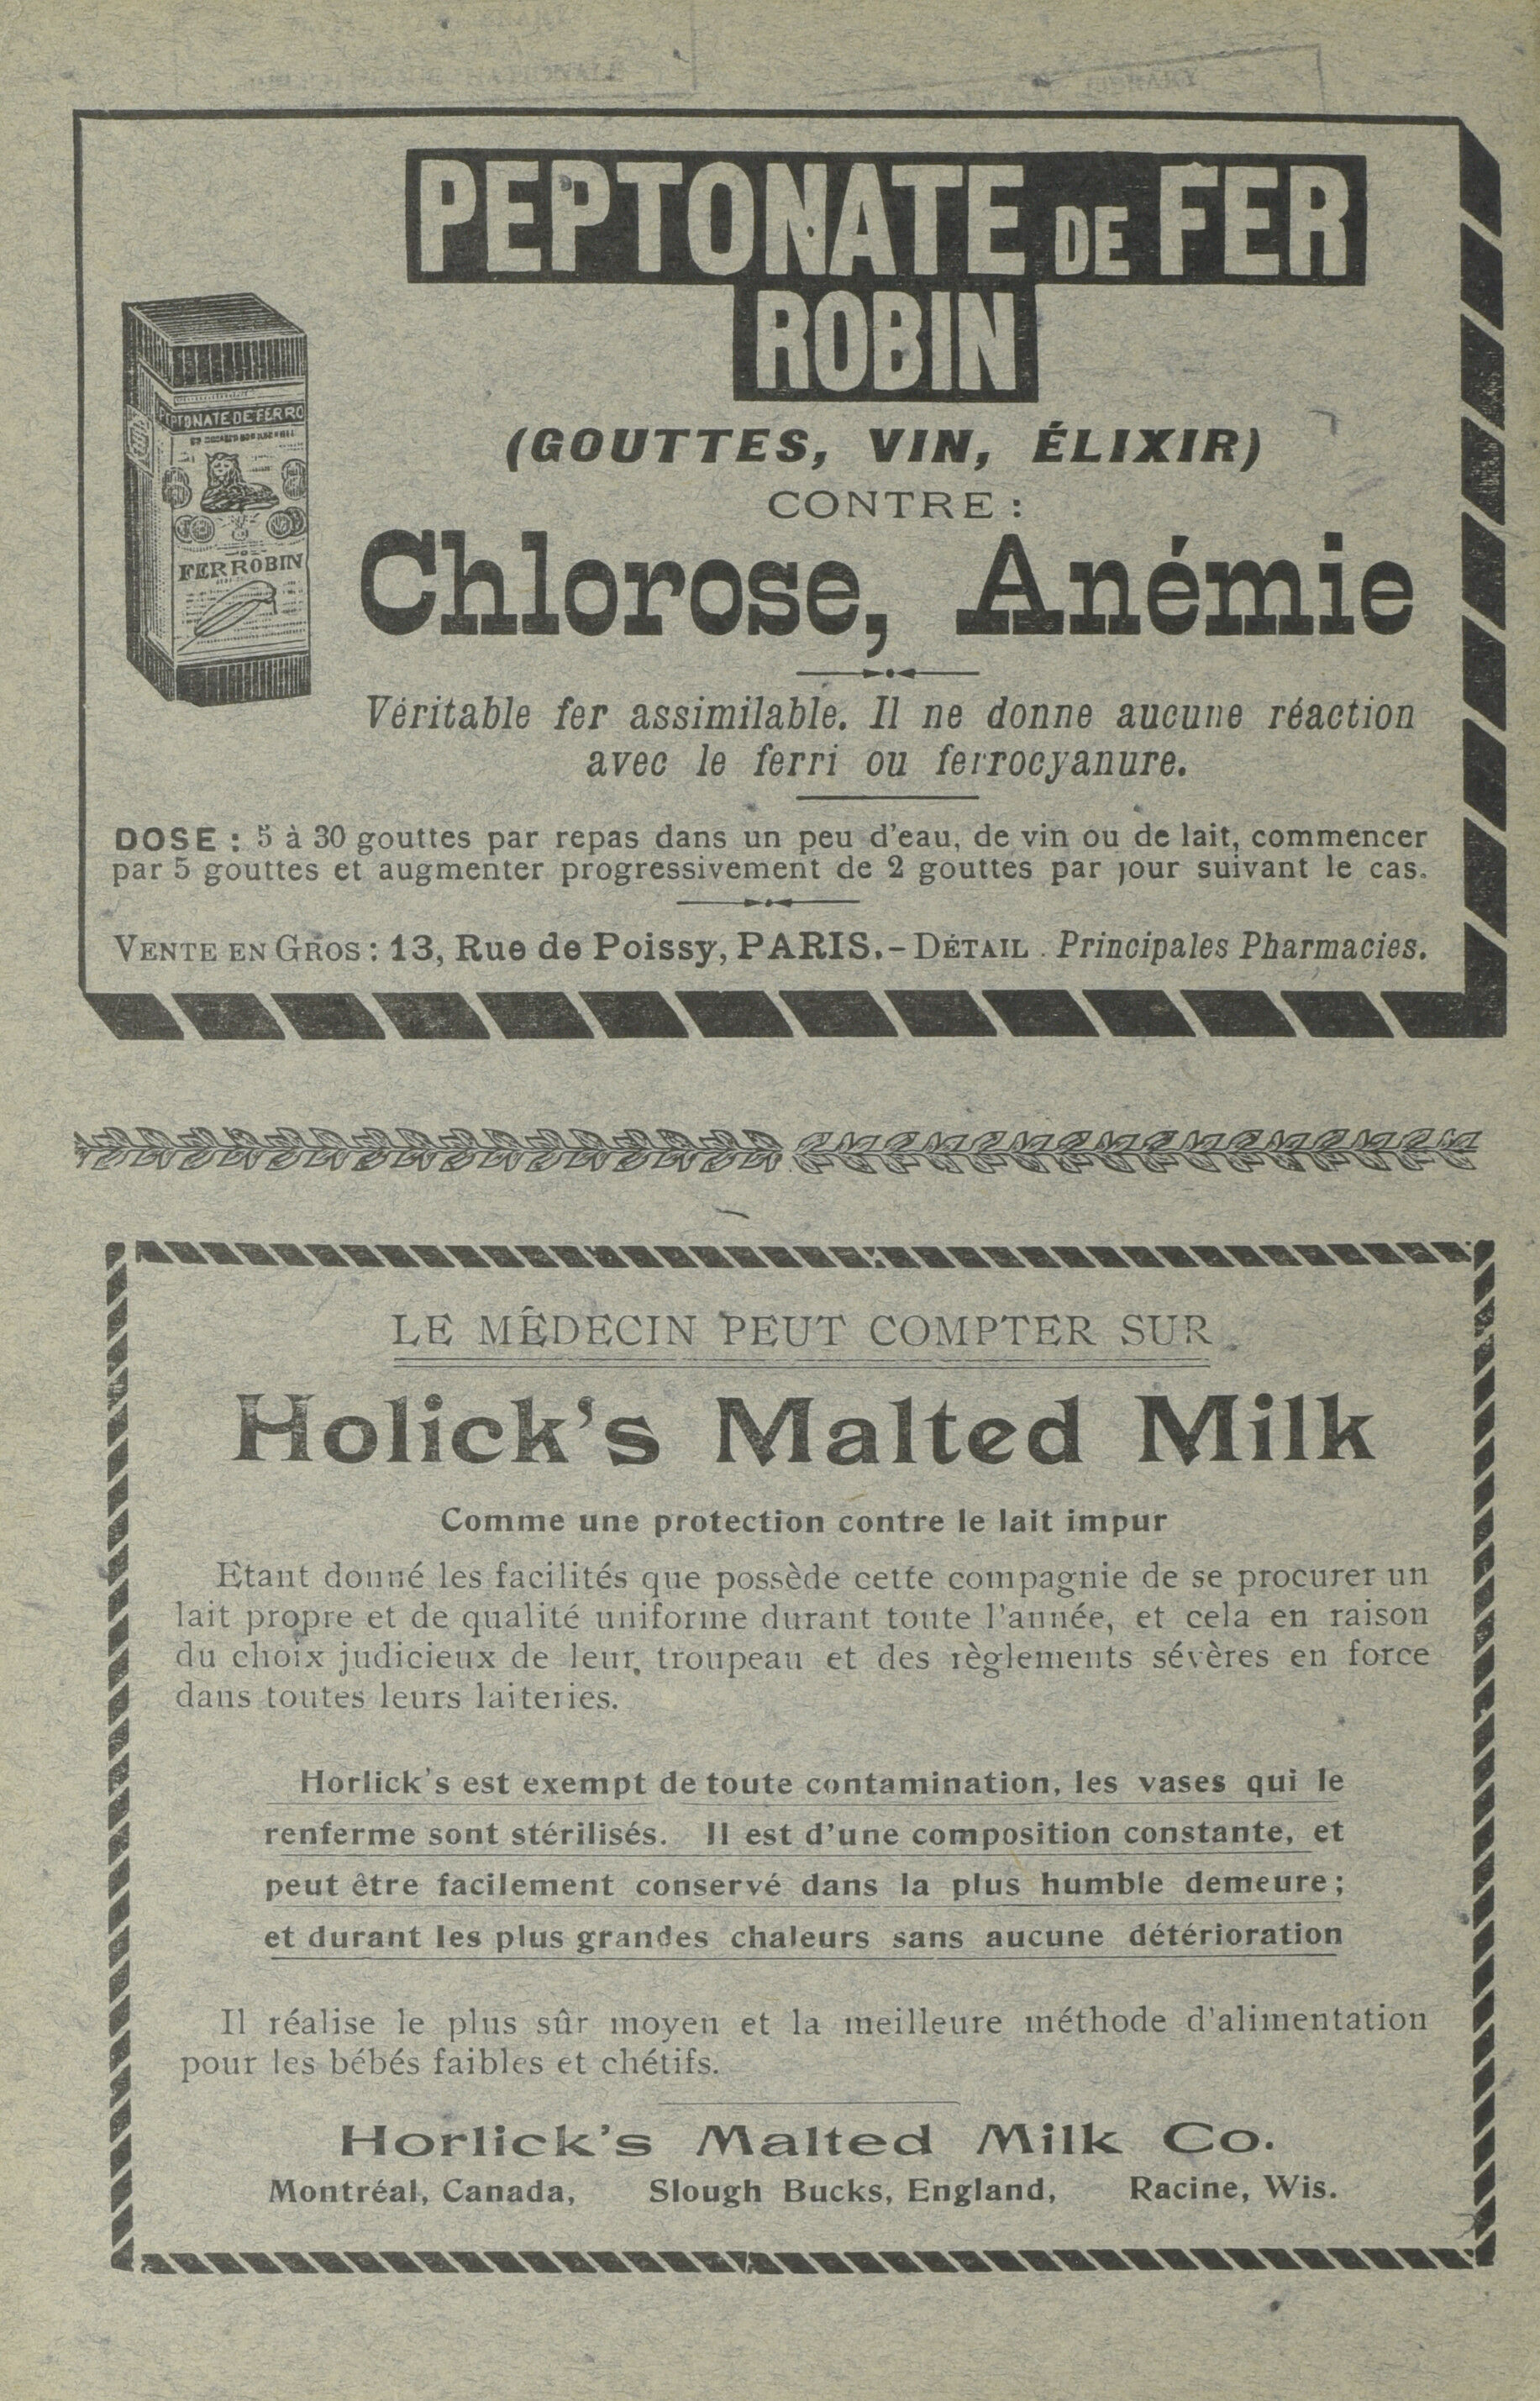 BIBLIOTHÈQUE NATIONALE
LIBRARY
PEPTONATE DE FER
ROBIN
(GOUTTES, VIN, ÉLIXIR)
CONTRE :
Chlorose, Anémie
PEPTONATE DE FER RO
FER ROBIN
Véritable fer assimilable. Il ne donne aucune réaction
avec le ferri ou ferrocyanure.
DOSE : 5 à 30 gouttes par repas dans un peu d'eau, de vin ou de lait, commencer
par 5 gouttes et augmenter progressivement de 2 gouttes par jour suivant le cas.
VENTE EN GROS : 13, Rue de Poissy, PARIS. - DÉTAIL . Principales Pharmacies.
LE MÊDECIN PEUT COMPTER SUR
Holick's Malted Milk
Comme une protection contre le lait impur
Etant donné les facilités que possède cette compagnie de se procurer un
lait propre et de qualité uniforme durant toute l'année, et cela en raison
du choix judicieux de leur, troupeau et des règlements sévères en force
dans toutes leurs laiteries.
Horlick's est exempt de toute contamination, les vases qui le
renferme sont stérilisés. Il est d'une composition constante, et
peut être facilement conservé dans la plus humble demeure ;
et durant les plus grandes chaleurs sans aucune détérioration
Il réalise le plus sûr moyen et la meilleure méthode d'alimentation
pour les bébés faibles et chétifs.
Horlick's Malted Milk Co.
Montréal, Canada, Slough Bucks, England, Racine, Wis.